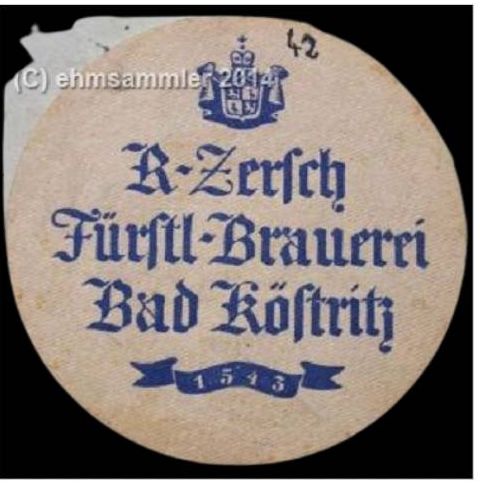 42
(C) ehmsammler 2014
R-Zerſch
Fürſtl-Brauerei
Bad Köſtritz
1543